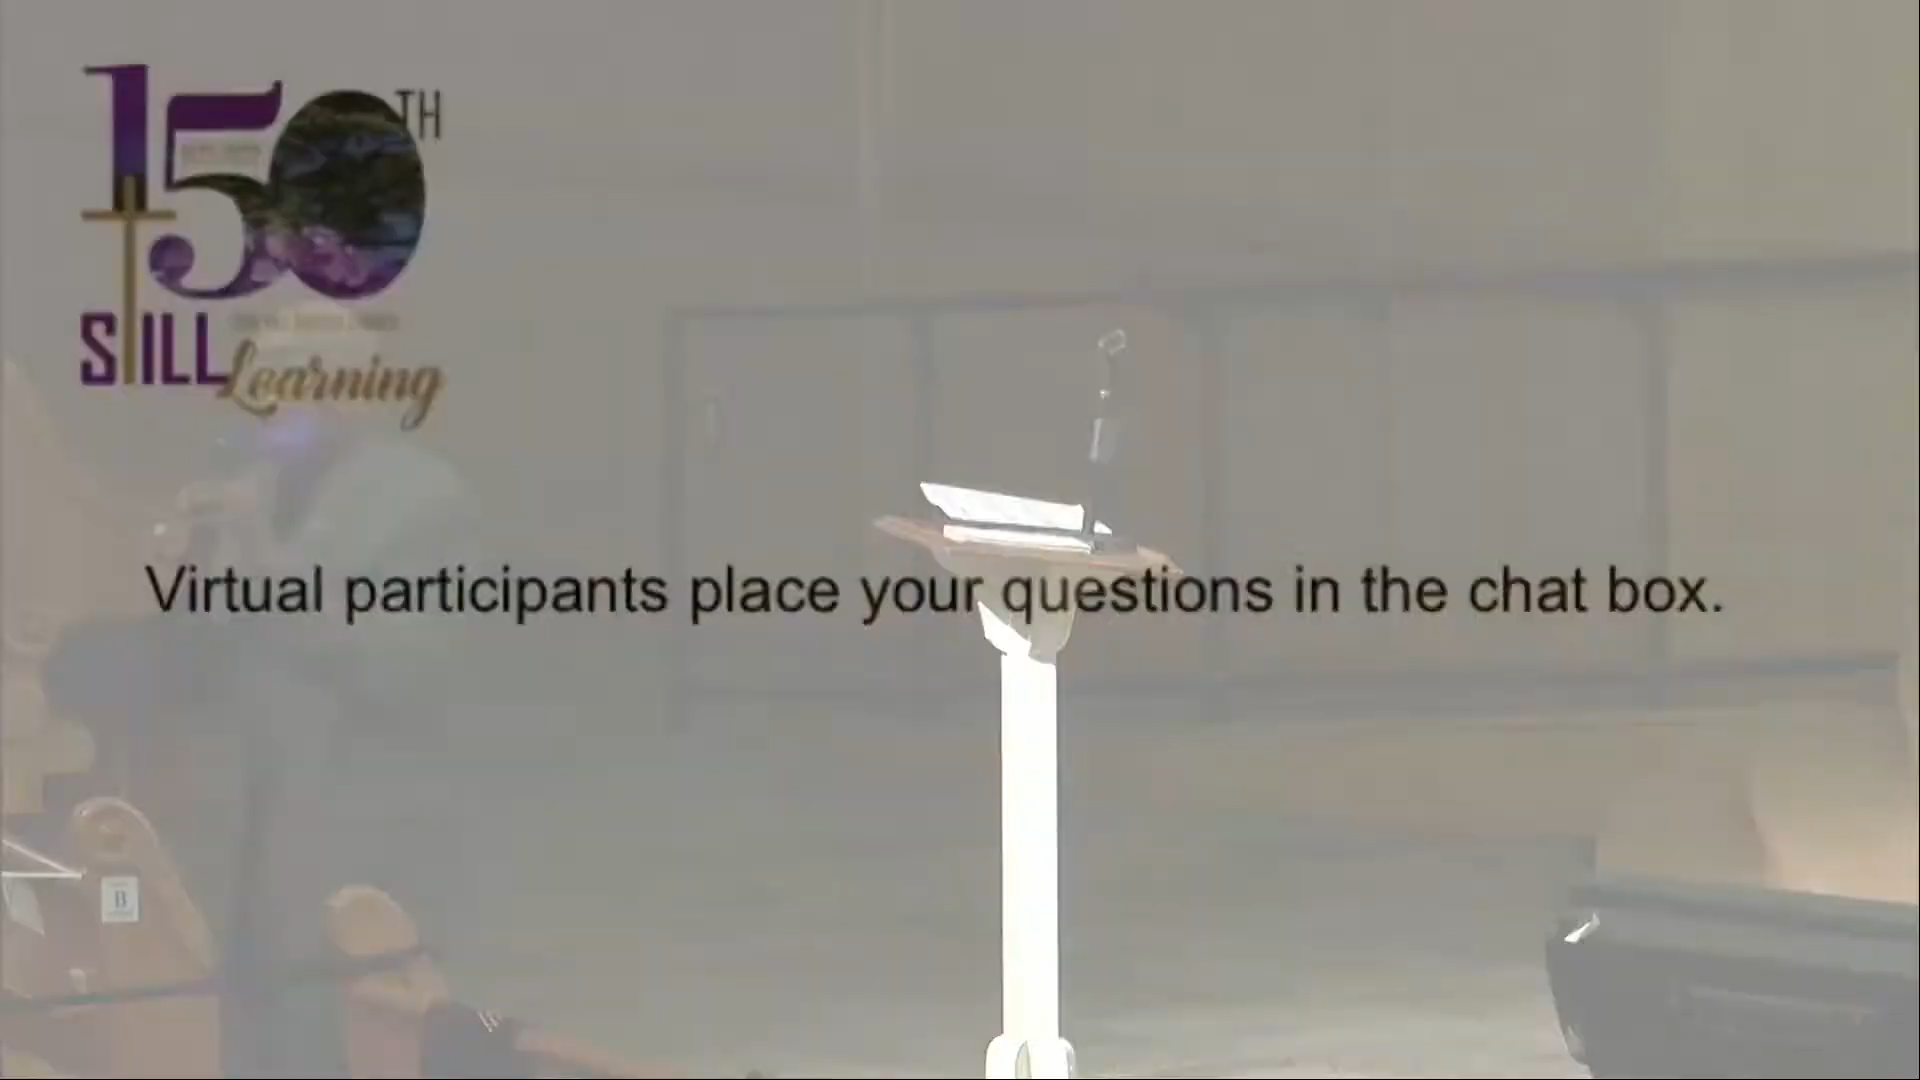 150TH
STILL
Learning
Virtual participants place your questions in the chat box.
B